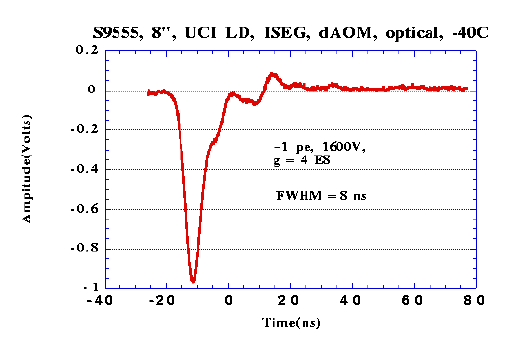 S9555, 8", UCI LD, ISEG, dAOM, optical, -40C
0.2
0
-0.2
-0.4
-0.6
-0.8
-1
Amplitude(Volts)
~1 pe, 1600V,
g = 4 E8
FWHM = 8 ns
-40 -20 0 20 40 60 80
Time(ns)